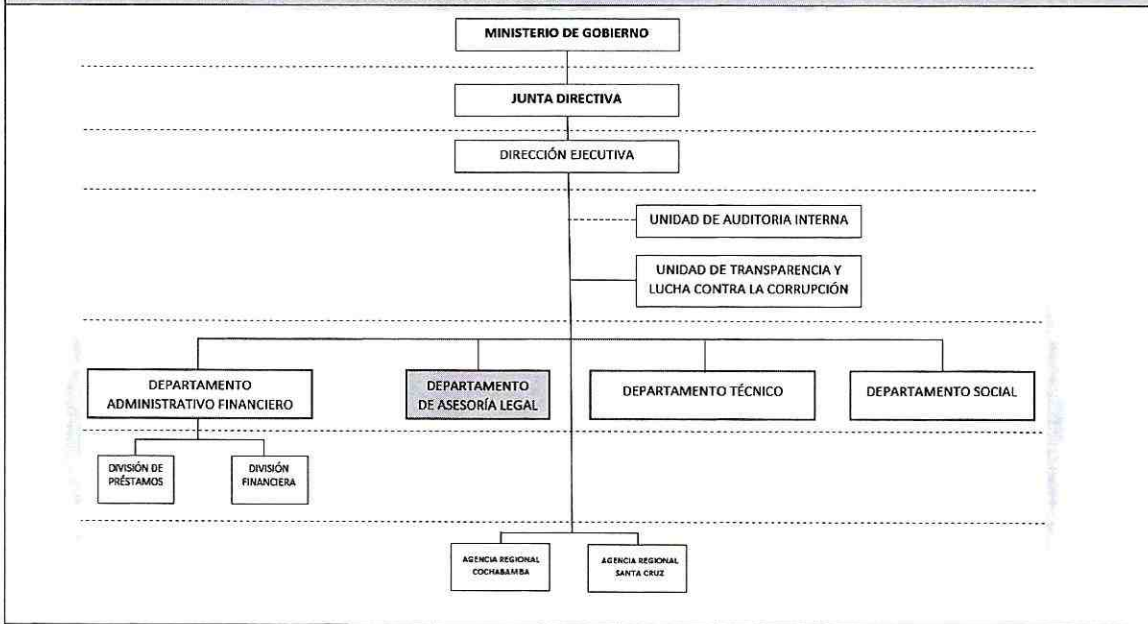 MINISTERIO DE GOBIERNO
JUNTA DIRECTIVA
DIRECCIÓN EJECUTIVA
UNIDAD DE AUDITORIA INTERNA
UNIDAD DE TRANSPARENCIA Y
LUCHA CONTRA LA CORRUPCIÓN
DEPARTAMENTO
ADMINISTRATIVO FINANCIERO
DEPARTAMENTO
DE ASESORÍA LEGAL
DEPARTAMENTO TÉCNICO
DEPARTAMENTO SOCIAL
DIVISIÓN DE
PRÉSTAMOS
DIVISIÓN
FINANCIERA
AGENCIA REGIONAL
COCHABAMBA
AGENCIA REGIONAL
SANTA CRUZ